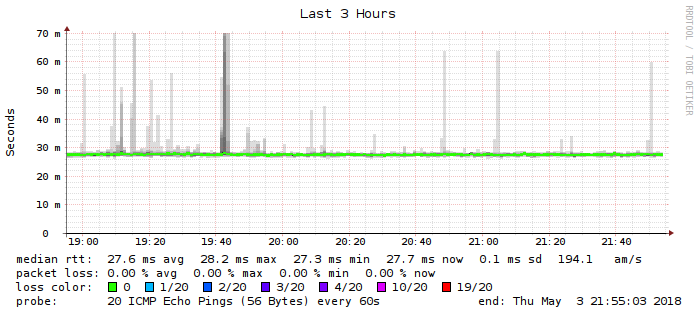 Last 3 Hours
RRDTOOL / TOBI OETIKER
Seconds
70 m
60 m
50 m
40 m
30 m
20 m
10 m
0
19:00 19:20 19:40 20:00 20:20 20:40 21:00 21:20 21:40
median rtt: 27.6 ms avg 28.2 ms max 27.3 ms min 27.7 ms now 0.1 ms sd 194.1 am/s
packet loss: 0.00 % avg 0.00 % max 0.00 % min 0.00 % now
loss color: 0 1/20 2/20 3/20 4/20 10/20 19/20
probe: 20 ICMP Echo Pings (56 Bytes) every 60s end: Thu May 3 21:55:03 2018